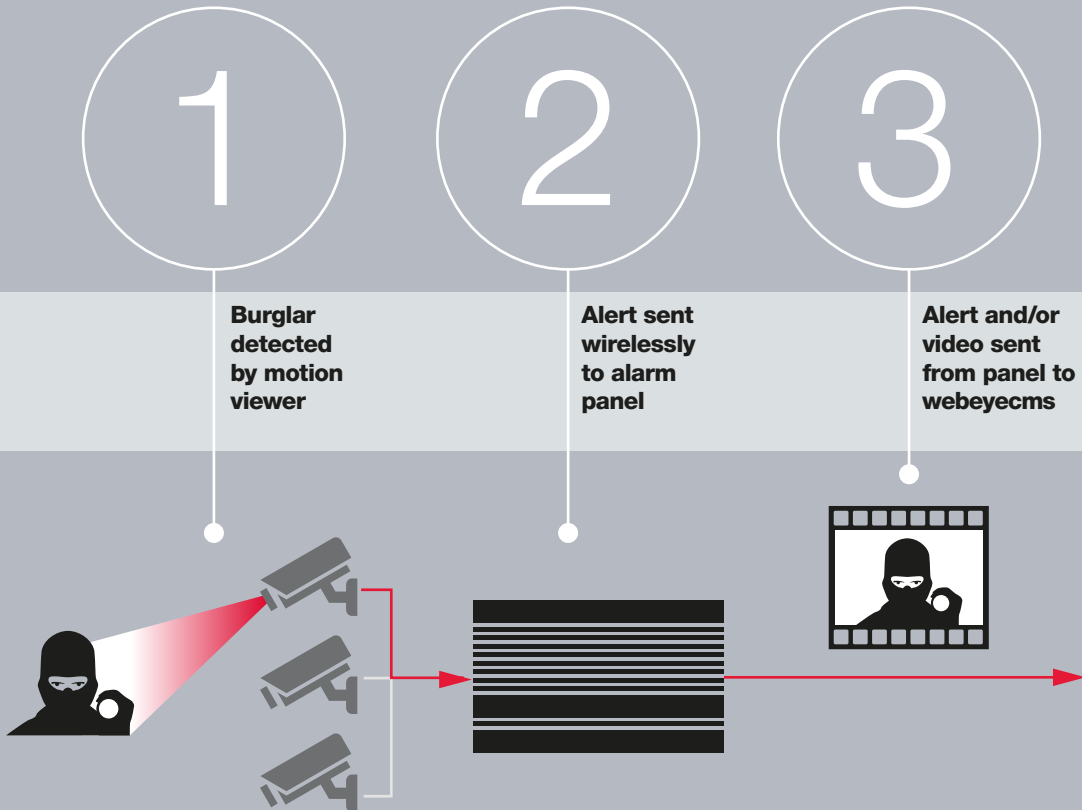 1
2
3
Burglar
detected
by motion
viewer
Alert sent
wirelessly
to alarm
panel
Alert and/or
video sent
from panel to
webeyecms